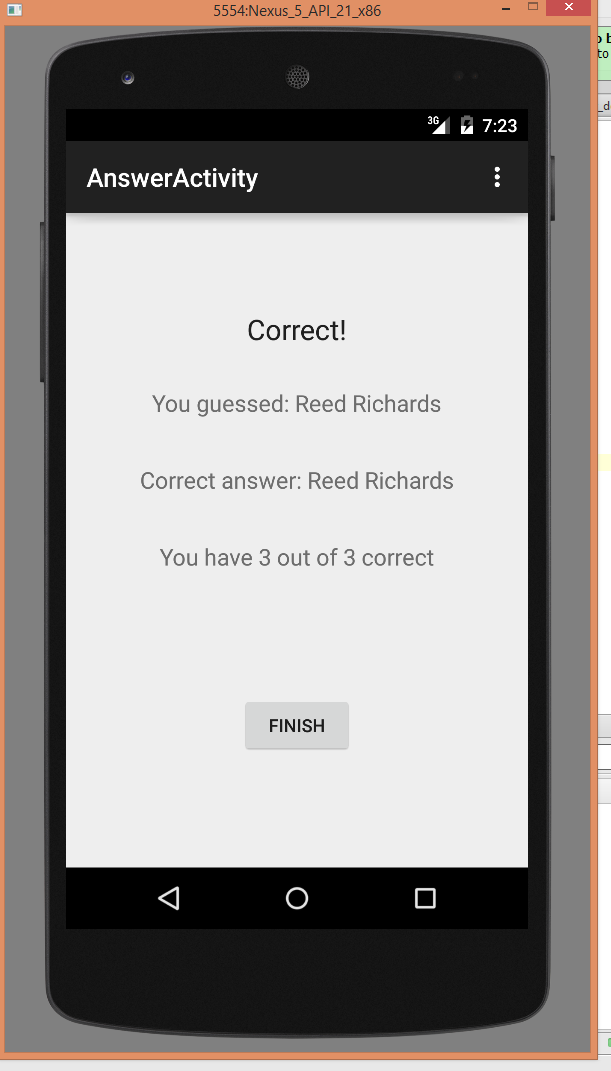 5554:Nexus_5_API_21_x86
3G 7:23
AnswerActivity
Correct!
You guessed: Reed Richards
Correct answer: Reed Richards
You have 3 out of 3 correct
FINISH